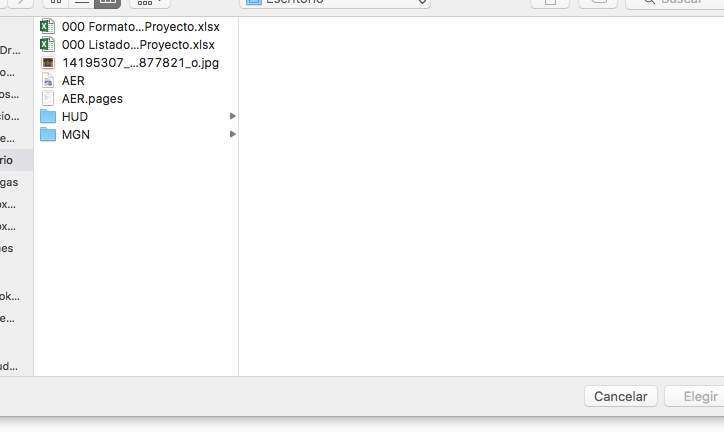 Escritorio
Buscar
Dr...
o...
os...
cio...
e...
rio
gas
ox...
ox...
nes
ok...
e...
ud...
000 Formato...Proyecto.xlsx
000 Listado...Proyecto.xlsx
14195307_...877821_o.jpg
AER
AER.pages
HUD
MGN
Cancelar
Elegir